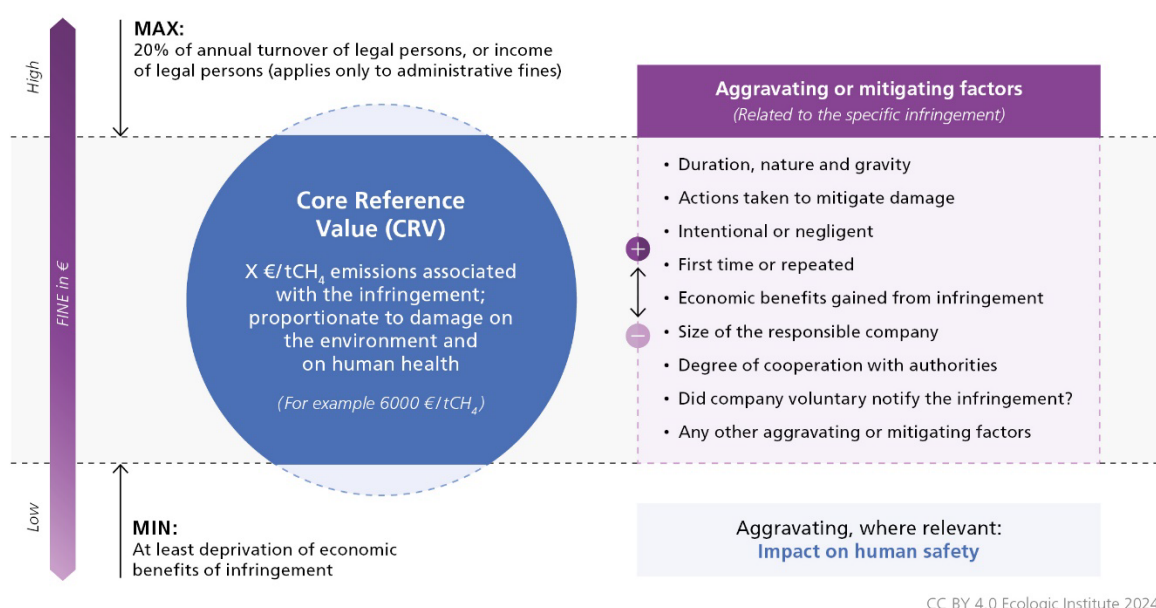 High
FINE in €
Low
MAX:
20% of annual turnover of legal persons, or income
of legal persons (applies only to administrative fines)
Core Reference
Value (CRV)
X €/tCH₄ emissions associated
with the infringement;
proportionate to damage on
the environment and
on human health
(For example 6000 €/tCH₄)
MIN:
At least deprivation of economic
benefits of infringement
Aggravating or mitigating factors
(Related to the specific infringement)
+
−
• Duration, nature and gravity
• Actions taken to mitigate damage
• Intentional or negligent
• First time or repeated
• Economic benefits gained from infringement
• Size of the responsible company
• Degree of cooperation with authorities
• Did company voluntary notify the infringement?
• Any other aggravating or mitigating factors
Aggravating, where relevant:
Impact on human safety
CC BY 4.0 Ecologic Institute 2024